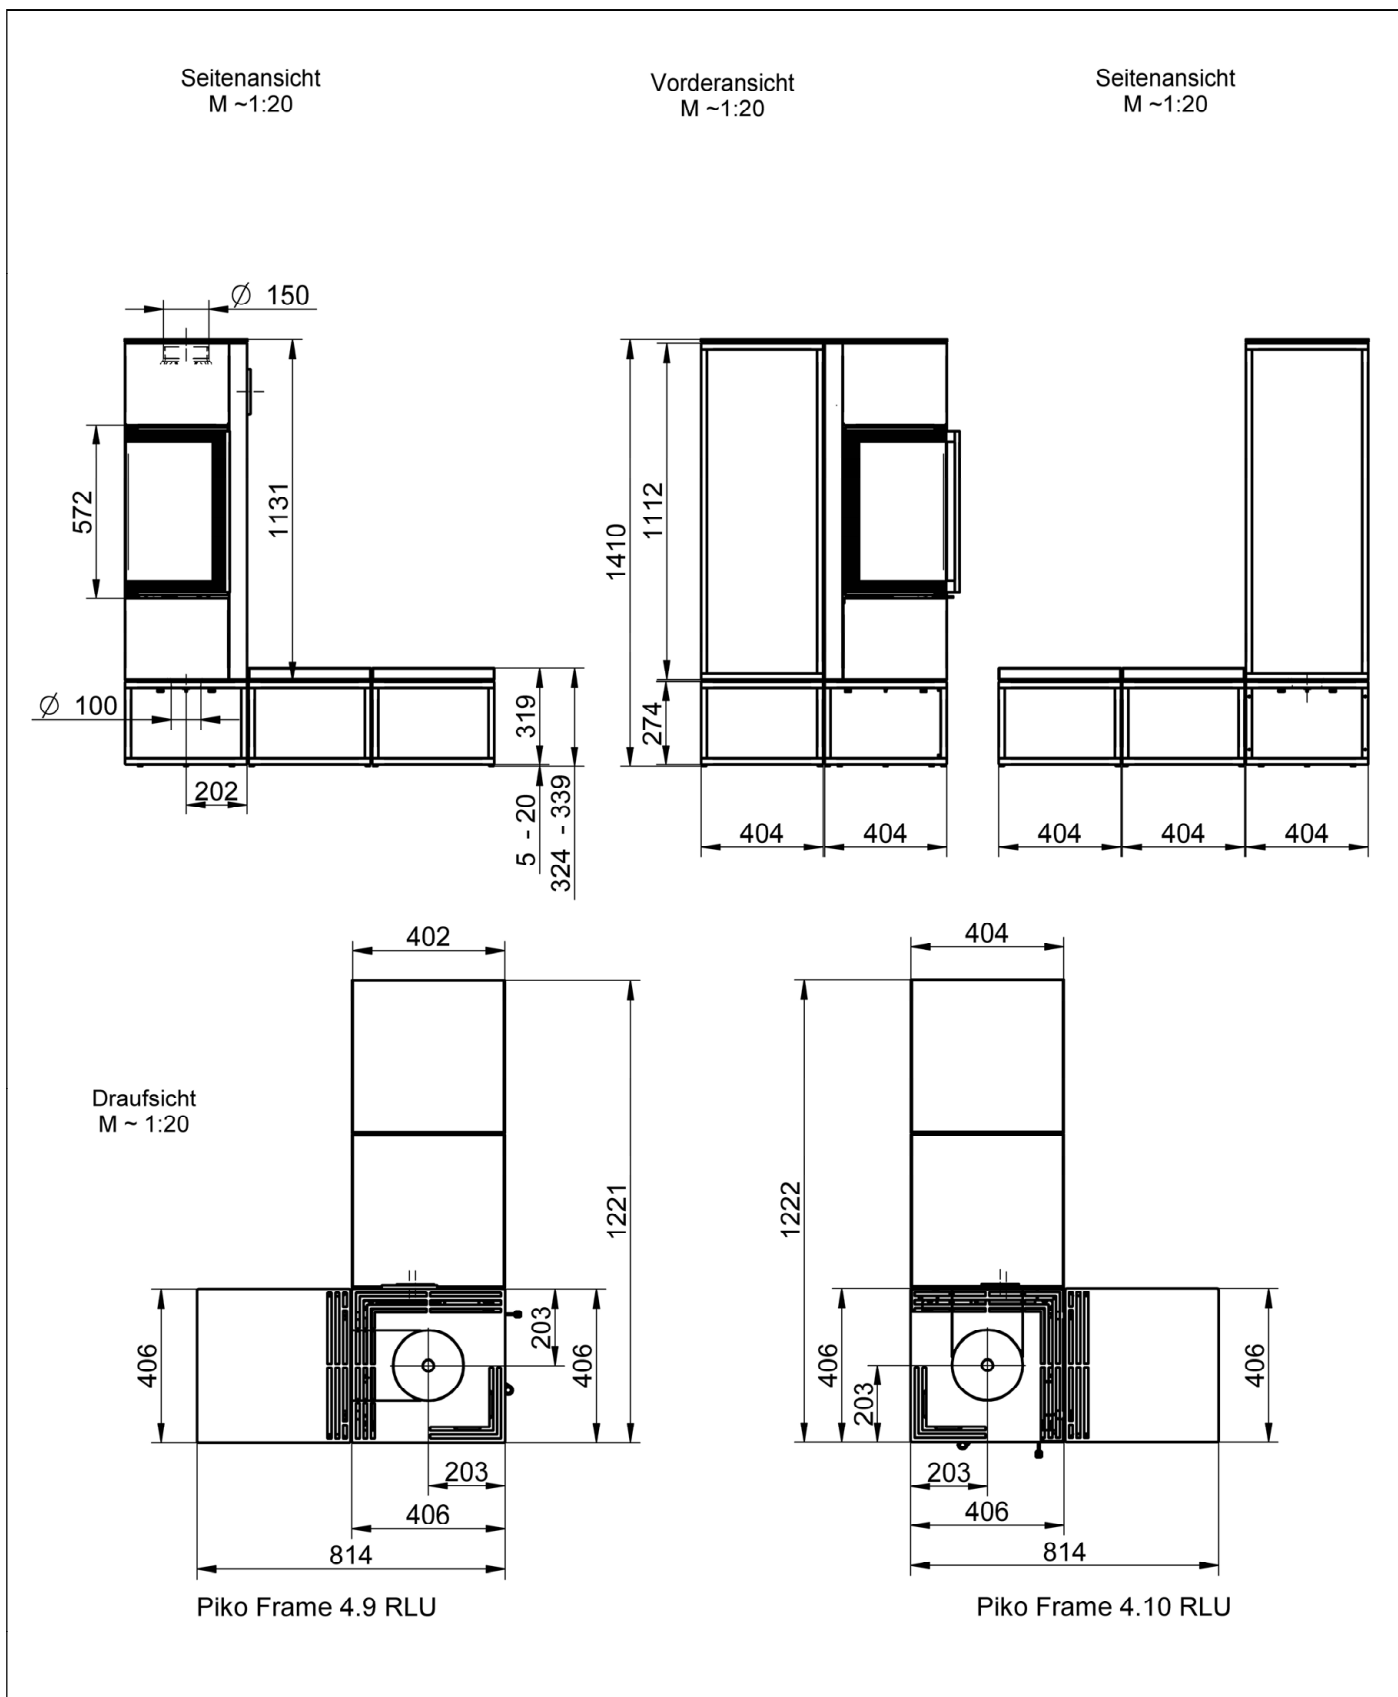 Seitenansicht
M ~1:20
Vorderansicht
M ~1:20
Seitenansicht
M ~1:20
Ø 150
572
1131
Ø 100
202
319
5 - 20
324 - 339
1410
1112
274
404
404
404
404
404
402
404
Draufsicht
M ~ 1:20
1221
1222
406
203
406
203
406
814
406
203
406
203
406
814
Piko Frame 4.9 RLU
Piko Frame 4.10 RLU